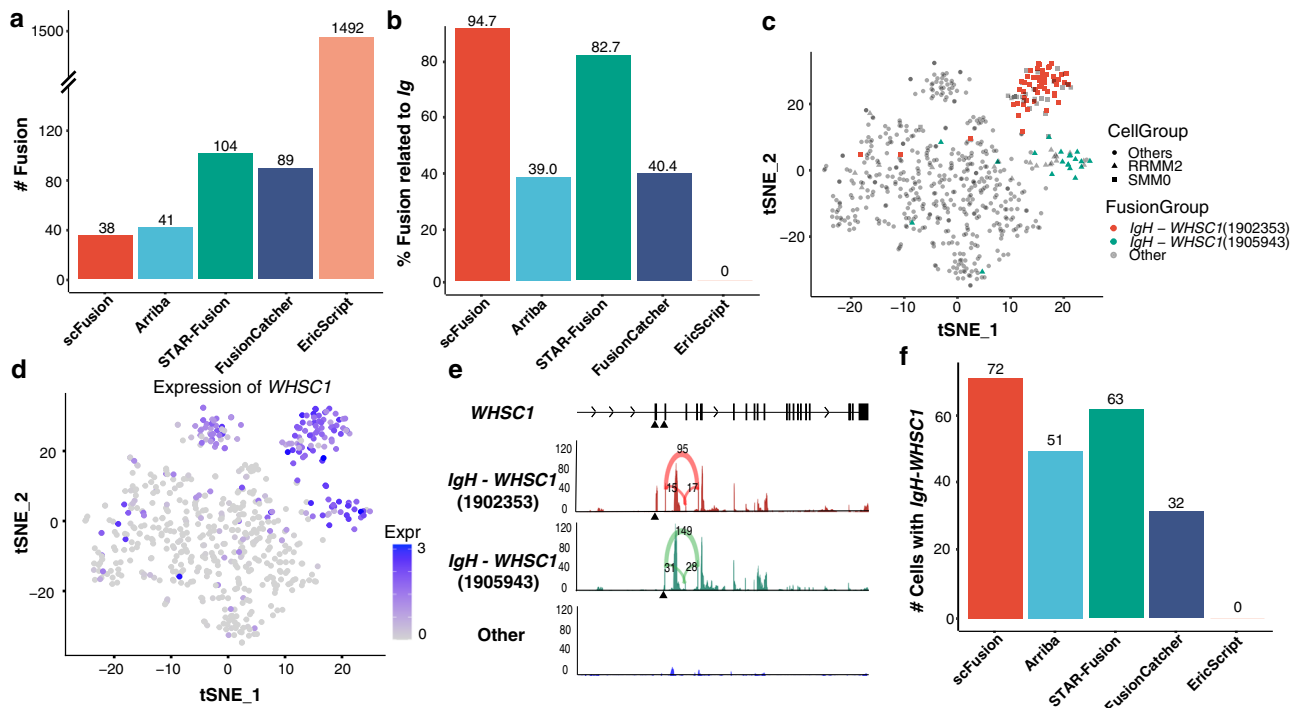 a
# Fusion
1500
120
80
40
0
38
41
104
89
1492
scFusion
Arriba
STAR-Fusion
FusionCatcher
EricScript
b
% Fusion related to Ig
80
60
40
20
0
94.7
39.0
82.7
40.4
0
scFusion
Arriba
STAR-Fusion
FusionCatcher
EricScript
c
tSNE_2
20
0
−20
−20
−10
0
10
20
tSNE_1
CellGroup
Others
RRMM2
SMM0
FusionGroup
IgH − WHSC1(1902353)
IgH − WHSC1(1905943)
Other
d
Expression of WHSC1
tSNE_2
20
0
−20
−20
−10
0
10
20
tSNE_1
Expr
3
0
e
WHSC1
IgH - WHSC1
(1902353)
120
80
40
0
95
15
17
IgH - WHSC1
(1905943)
120
80
40
0
149
31
28
Other
120
80
40
0
f
# Cells with IgH-WHSC1
60
40
20
0
72
51
63
32
0
scFusion
Arriba
STAR-Fusion
FusionCatcher
EricScript